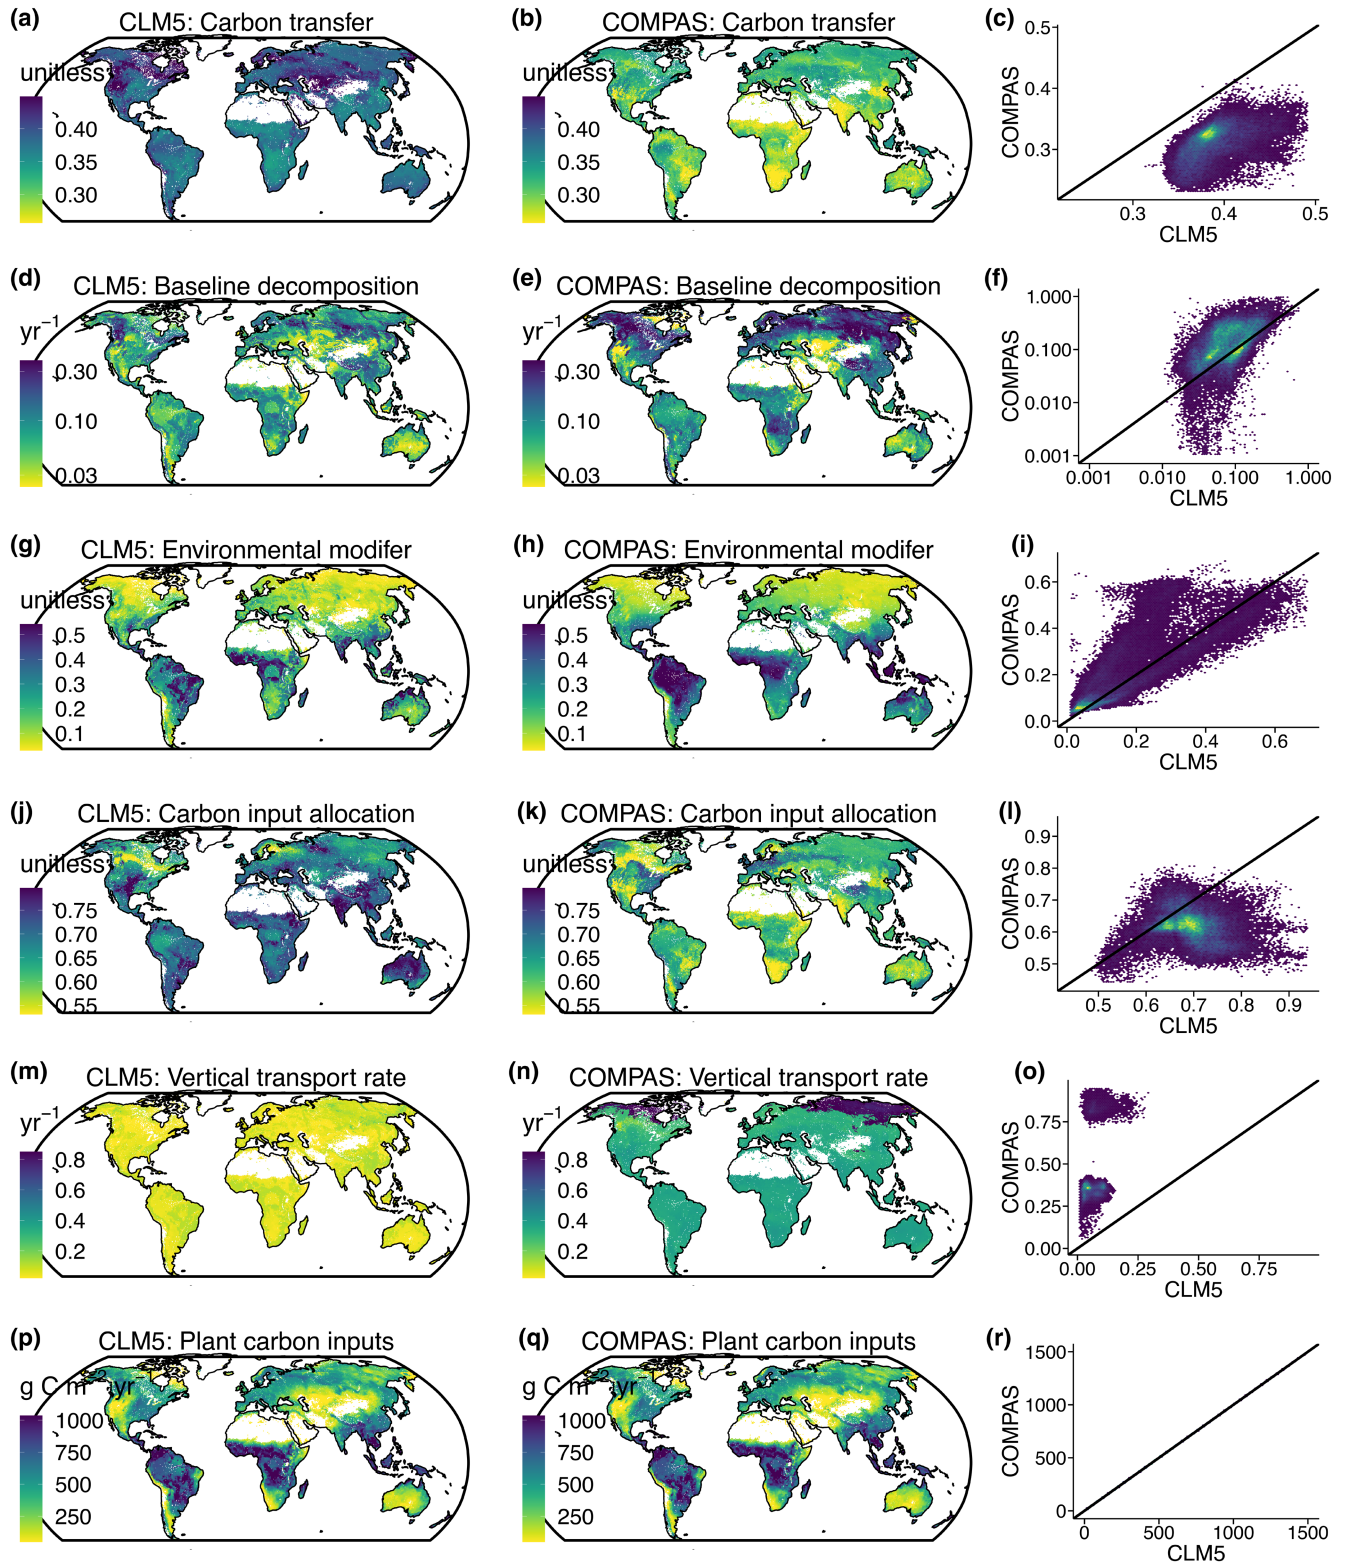 (a) CLM5: Carbon transfer
unitless
0.40
0.35
0.30
(b) COMPAS: Carbon transfer
unitless
0.40
0.35
0.30
(c)
COMPAS
0.5
0.4
0.3
0.3 0.4 0.5
CLM5
(d) CLM5: Baseline decomposition
yr−1
0.30
0.10
0.03
(e) COMPAS: Baseline decomposition
yr−1
0.30
0.10
0.03
(f)
COMPAS
1.000
0.100
0.010
0.001
0.001 0.010 0.100 1.000
CLM5
(g) CLM5: Environmental modifer
unitless
0.5
0.4
0.3
0.2
0.1
(h) COMPAS: Environmental modifer
unitless
0.5
0.4
0.3
0.2
0.1
(i)
COMPAS
0.6
0.4
0.2
0.0
0.0 0.2 0.4 0.6
CLM5
(j) CLM5: Carbon input allocation
unitless
0.75
0.70
0.65
0.60
0.55
(k) COMPAS: Carbon input allocation
unitless
0.75
0.70
0.65
0.60
0.55
(l)
COMPAS
0.9
0.8
0.7
0.6
0.5
0.5 0.6 0.7 0.8 0.9
CLM5
(m) CLM5: Vertical transport rate
yr−1
0.8
0.6
0.4
0.2
(n) COMPAS: Vertical transport rate
yr−1
0.8
0.6
0.4
0.2
(o)
COMPAS
0.75
0.50
0.25
0.00
0.00 0.25 0.50 0.75
CLM5
(p) CLM5: Plant carbon inputs
g C m−2 yr−1
1000
750
500
250
(q) COMPAS: Plant carbon inputs
g C m−2 yr−1
1000
750
500
250
(r)
COMPAS
1500
1000
500
0
0 500 1000 1500
CLM5